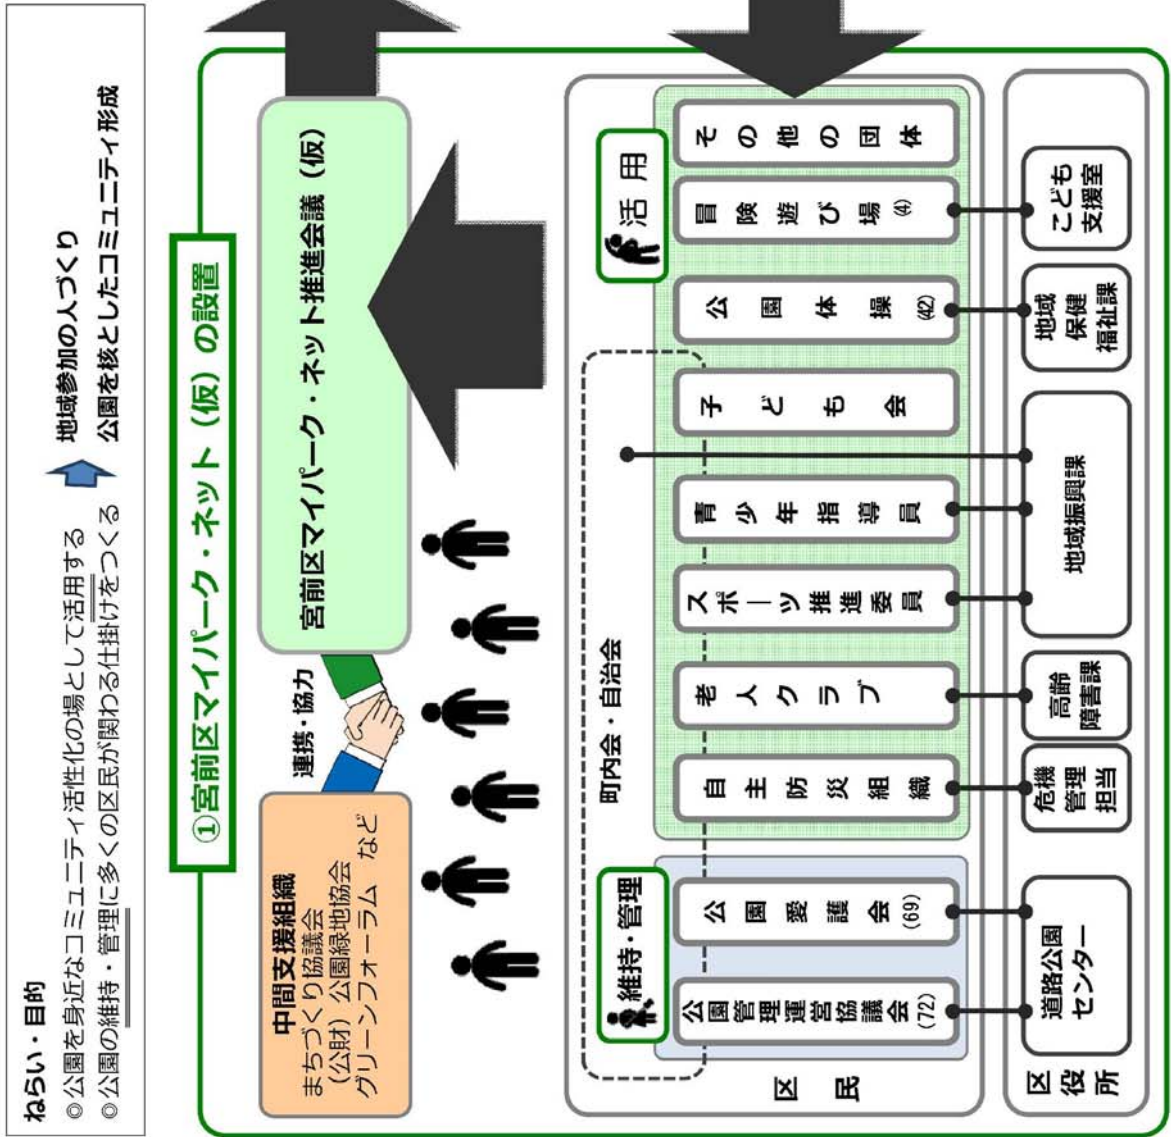 ねらい・目的
◎公園を身近なコミュニティ活性化の場として活用する
◎公園の維持・管理に多くの区民が関わる仕掛けをつくる
地域参加の人づくり
公園を核としたコミュニティ形成
①宮前区マイパーク・ネット（仮）の設置
中間支援組織
まちづくり協議会
（公財）公園緑地協会
グリーンフォーラム など
連携・協力
宮前区マイパーク・ネット推進会議（仮）
区民
町内会・自治会
維持・管理
公園管理運営協議会(72)
公園愛護会(69)
活用
自主防災組織
老人クラブ
スポーツ推進委員
青少年指導員
子ども会
公園体操(42)
冒険遊び場(4)
その他の団体
区役所
道路公園
センター
危機
管理
担当
高齢
障害課
地域振興課
地域
保健
福祉課
こども
支援室